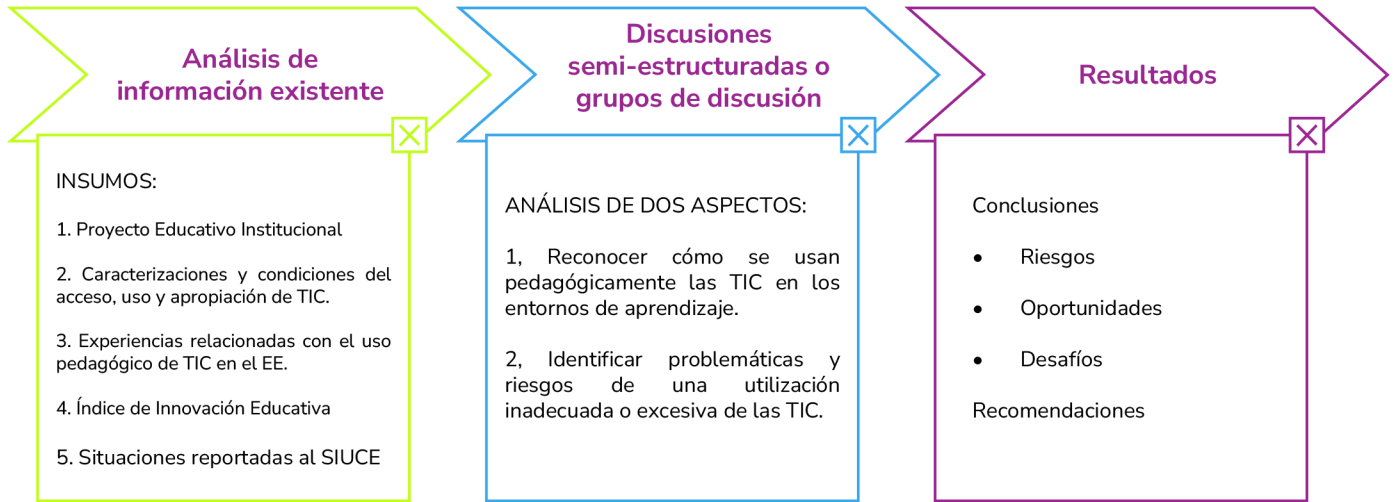 Análisis de
información existente
INSUMOS:
1. Proyecto Educativo Institucional
2. Caracterizaciones y condiciones del
acceso, uso y apropiación de TIC.
3. Experiencias relacionadas con el uso
pedagógico de TIC en el EE.
4. Índice de Innovación Educativa
5. Situaciones reportadas al SIUCE
Discusiones
semi-estructuradas o
grupos de discusión
ANÁLISIS DE DOS ASPECTOS:
1, Reconocer cómo se usan
pedagógicamente las TIC en los
entornos de aprendizaje.
2, Identificar problemáticas y
riesgos de una utilización
inadecuada o excesiva de las TIC.
Resultados
Conclusiones
• Riesgos
• Oportunidades
• Desafíos
Recomendaciones